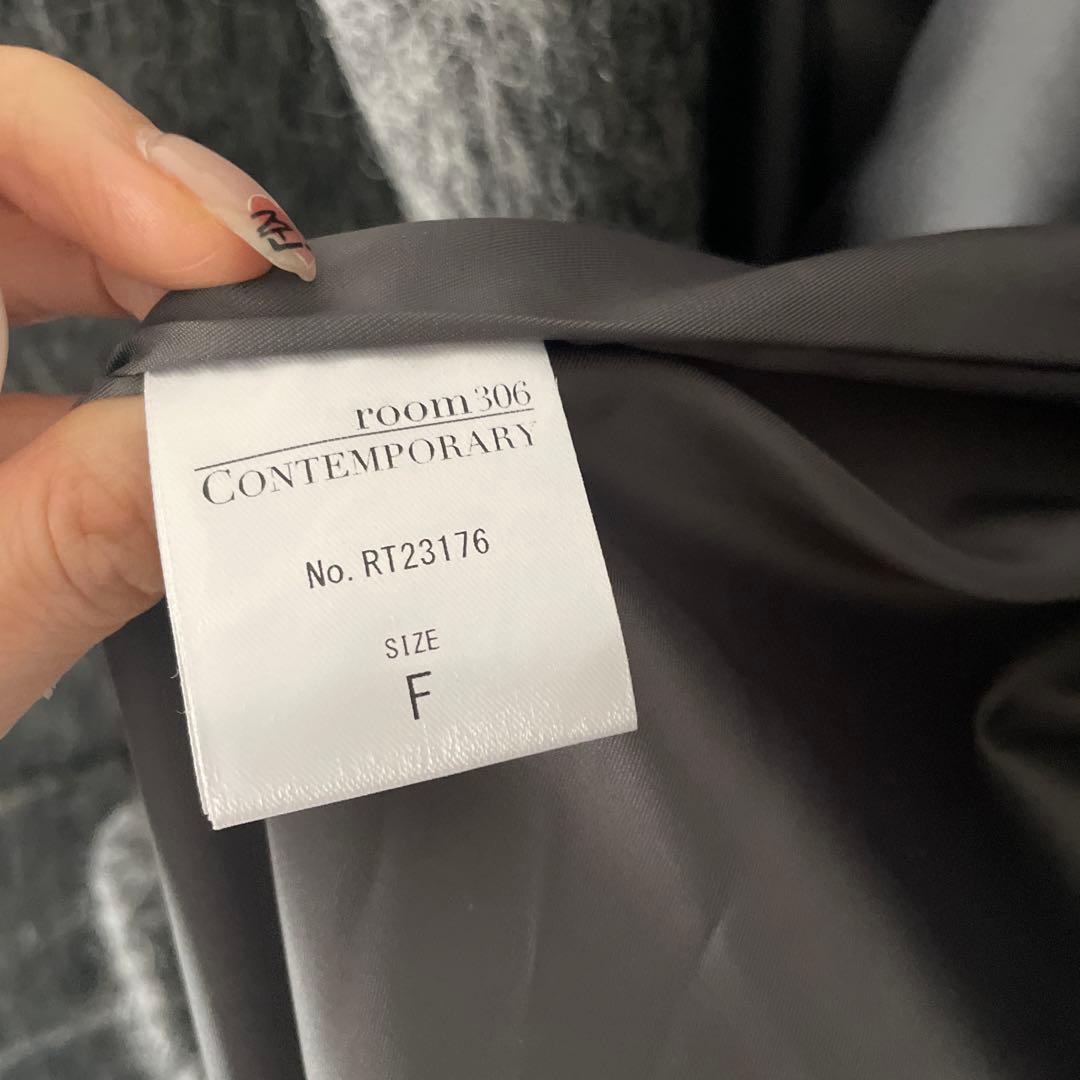 room306
CONTEMPORARY
No. RT23176
SIZE
F